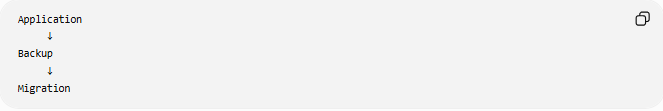 Application
↓
Backup
↓
Migration